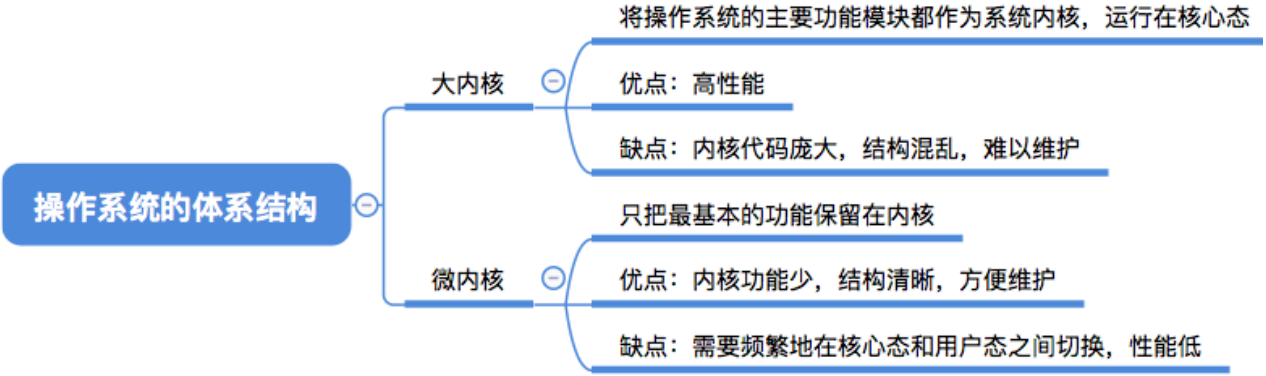 操作系统的体系结构
大内核
将操作系统的主要功能模块都作为系统内核，运行在核心态
优点：高性能
缺点：内核代码庞大，结构混乱，难以维护
微内核
只把最基本的功能保留在内核
优点：内核功能少，结构清晰，方便维护
缺点：需要频繁地在核心态和用户态之间切换，性能低